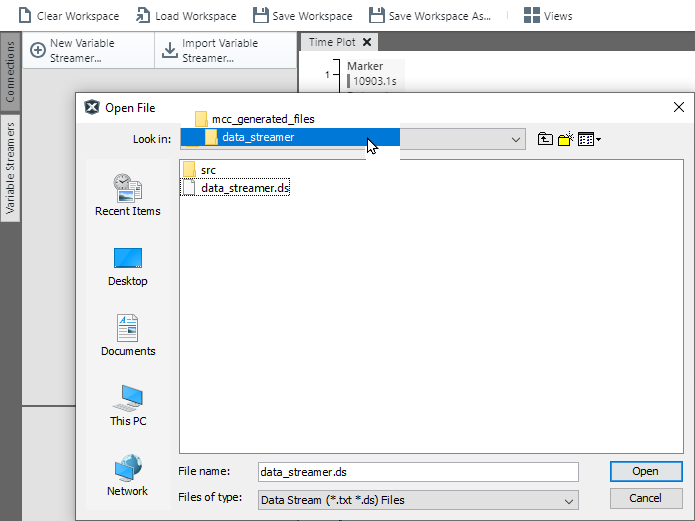 Clear Workspace
Load Workspace
Save Workspace
Save Workspace As...
Views
Connections
Variable Streamers
New Variable
Streamer...
Import Variable
Streamer...
Time Plot
Marker
1
10903.1s
Open File
Look in:
mcc_generated_files
data_streamer
src
data_streamer.ds
Recent Items
Desktop
Documents
This PC
Network
File name:
data_streamer.ds
Open
Files of type:
Data Stream (*.txt *.ds) Files
Cancel